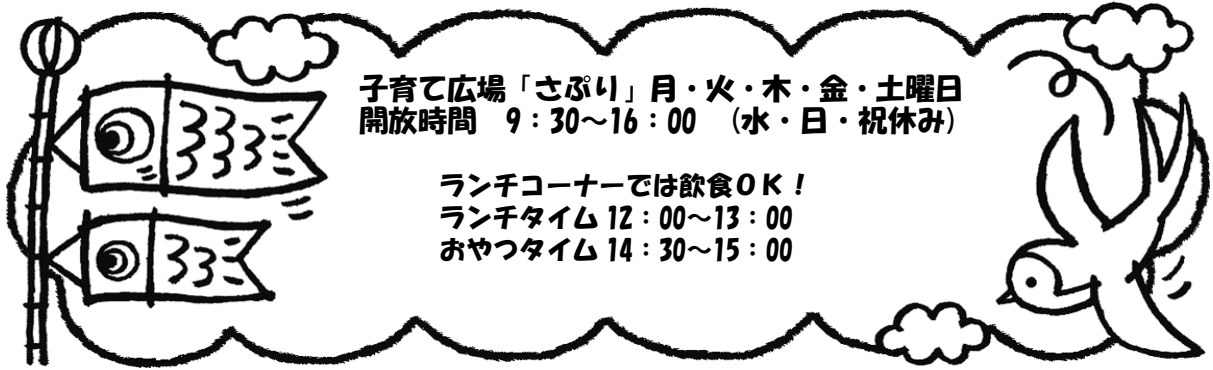 子育て広場「さぷり」月・火・木・金・土曜日
開放時間　9：30～16：00　(水・日・祝休み)
ランチコーナーでは飲食ＯＫ！
ランチタイム 12：00～13：00
おやつタイム 14：30～15：00